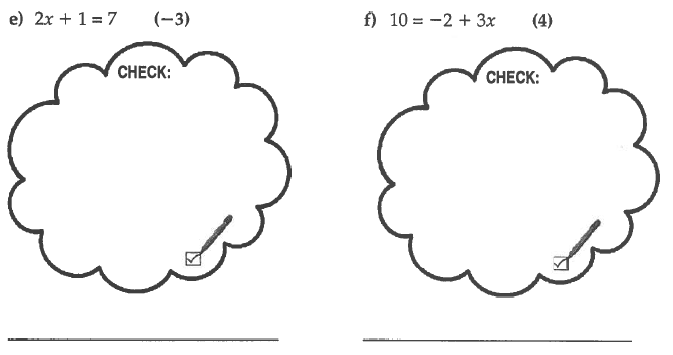 e) 2x + 1 = 7 (−3)
f) 10 = −2 + 3x (4)
CHECK:
CHECK: